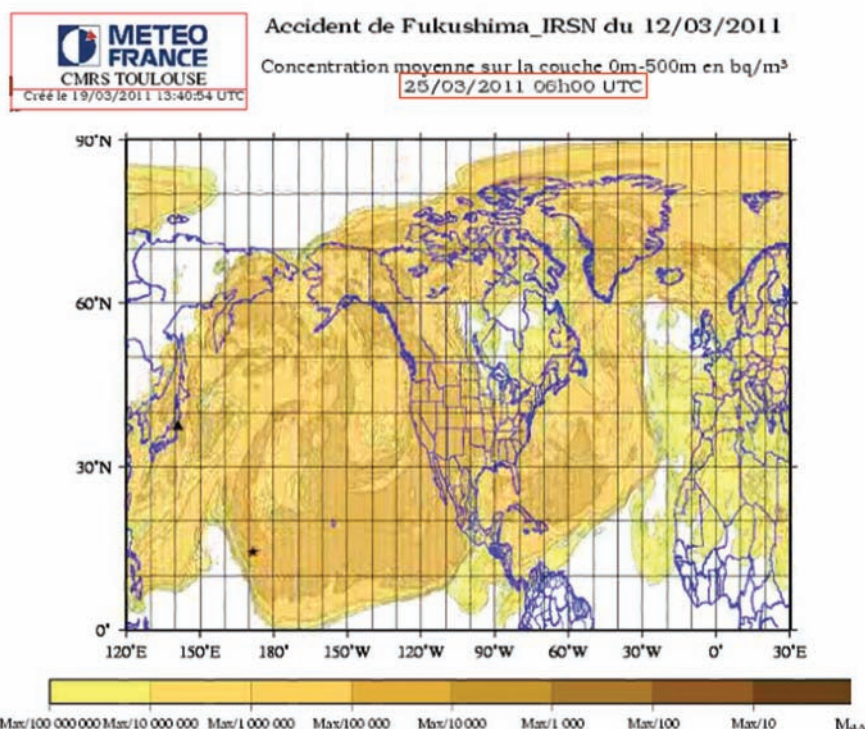 METEO
FRANCE
CMRS TOULOUSE
Créé le 19/03/2011 13:40:54 UTC
Accident de Fukushima_IRSN du 12/03/2011
Concentration moyenne sur la couche 0m-500m en bq/m³
25/03/2011 06h00 UTC
90°N
60°N
30°N
0°
120°E 150°E 180° 150°W 120°W 90°W 60°W 30°W 0° 30°E
Max/100 000 000 Max/10 000 000 Max/1 000 000 Max/100 000 Max/10 000 Max/1 000 Max/100 Max/10